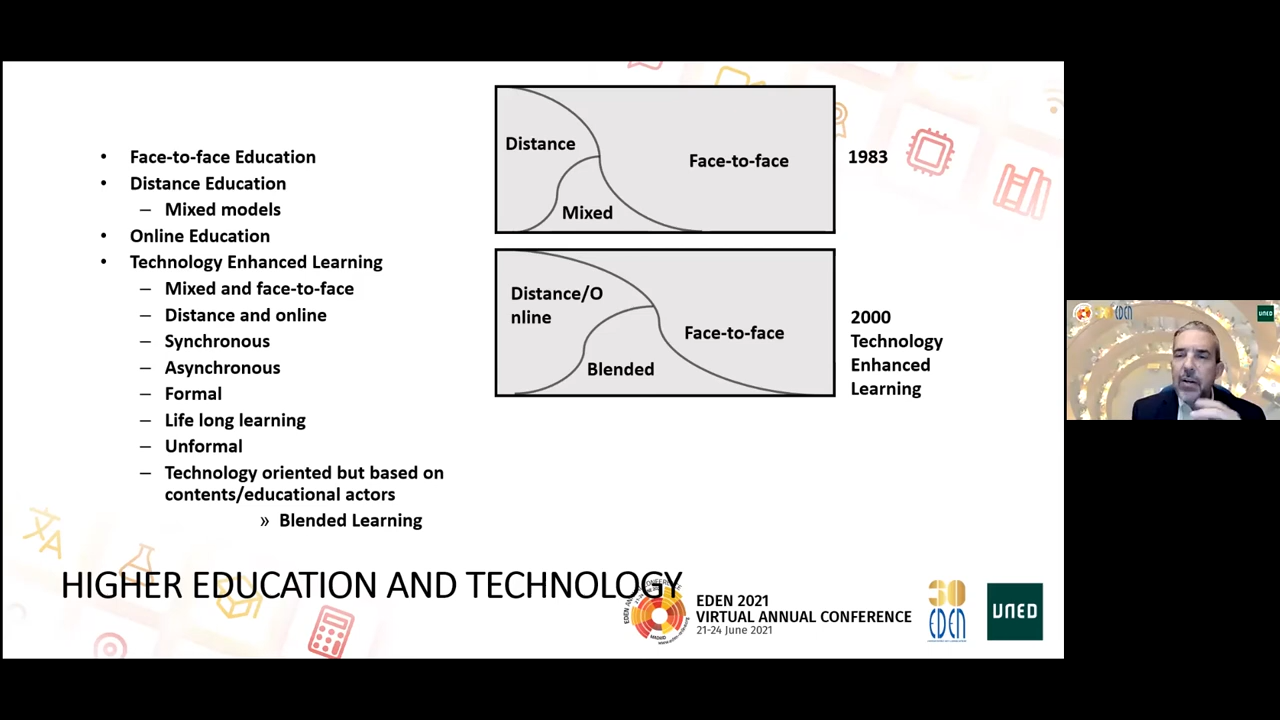 Face-to-face Education
Distance Education
Mixed models
Online Education
Technology Enhanced Learning
Mixed and face-to-face
Distance and online
Synchronous
Asynchronous
Formal
Life long learning
Unformal
Technology oriented but based on
contents/educational actors
» Blended Learning
Distance
Mixed
Face-to-face
1983
Distance/O
nline
Blended
Face-to-face
2000
Technology
Enhanced
Learning
HIGHER EDUCATION AND TECHNOLOGY
EDEN 2021
VIRTUAL ANNUAL CONFERENCE
21-24 June 2021
30
EDEN
UNED
EDEN
UNED